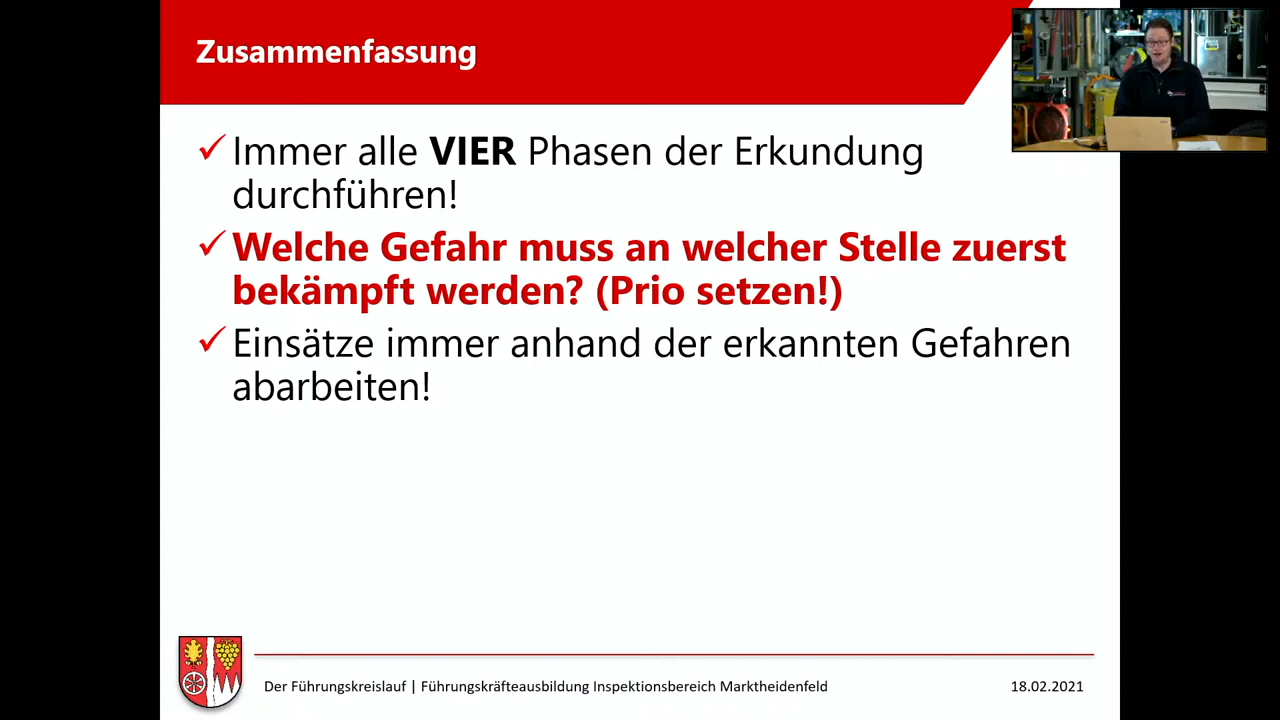 Zusammenfassung
Immer alle VIER Phasen der Erkundung
durchführen!
Welche Gefahr muss an welcher Stelle zuerst
bekämpft werden? (Prio setzen!)
Einsätze immer anhand der erkannten Gefahren
abarbeiten!
Der Führungskreislauf | Führungskräfteausbildung Inspektionsbereich Marktheidenfeld
18.02.2021